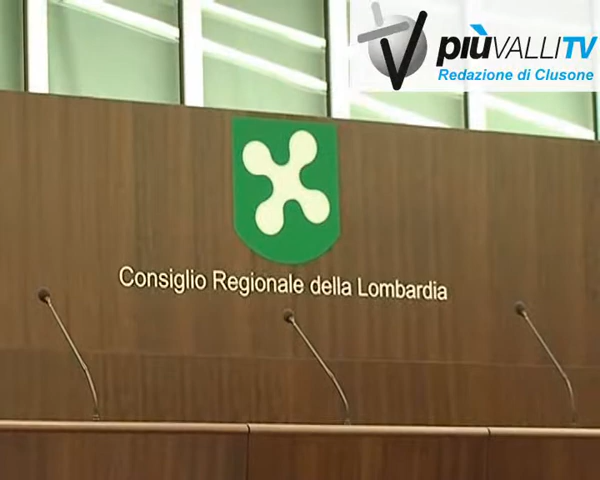 piùVALLITV
Redazione di Clusone
Consiglio Regionale della Lombardia